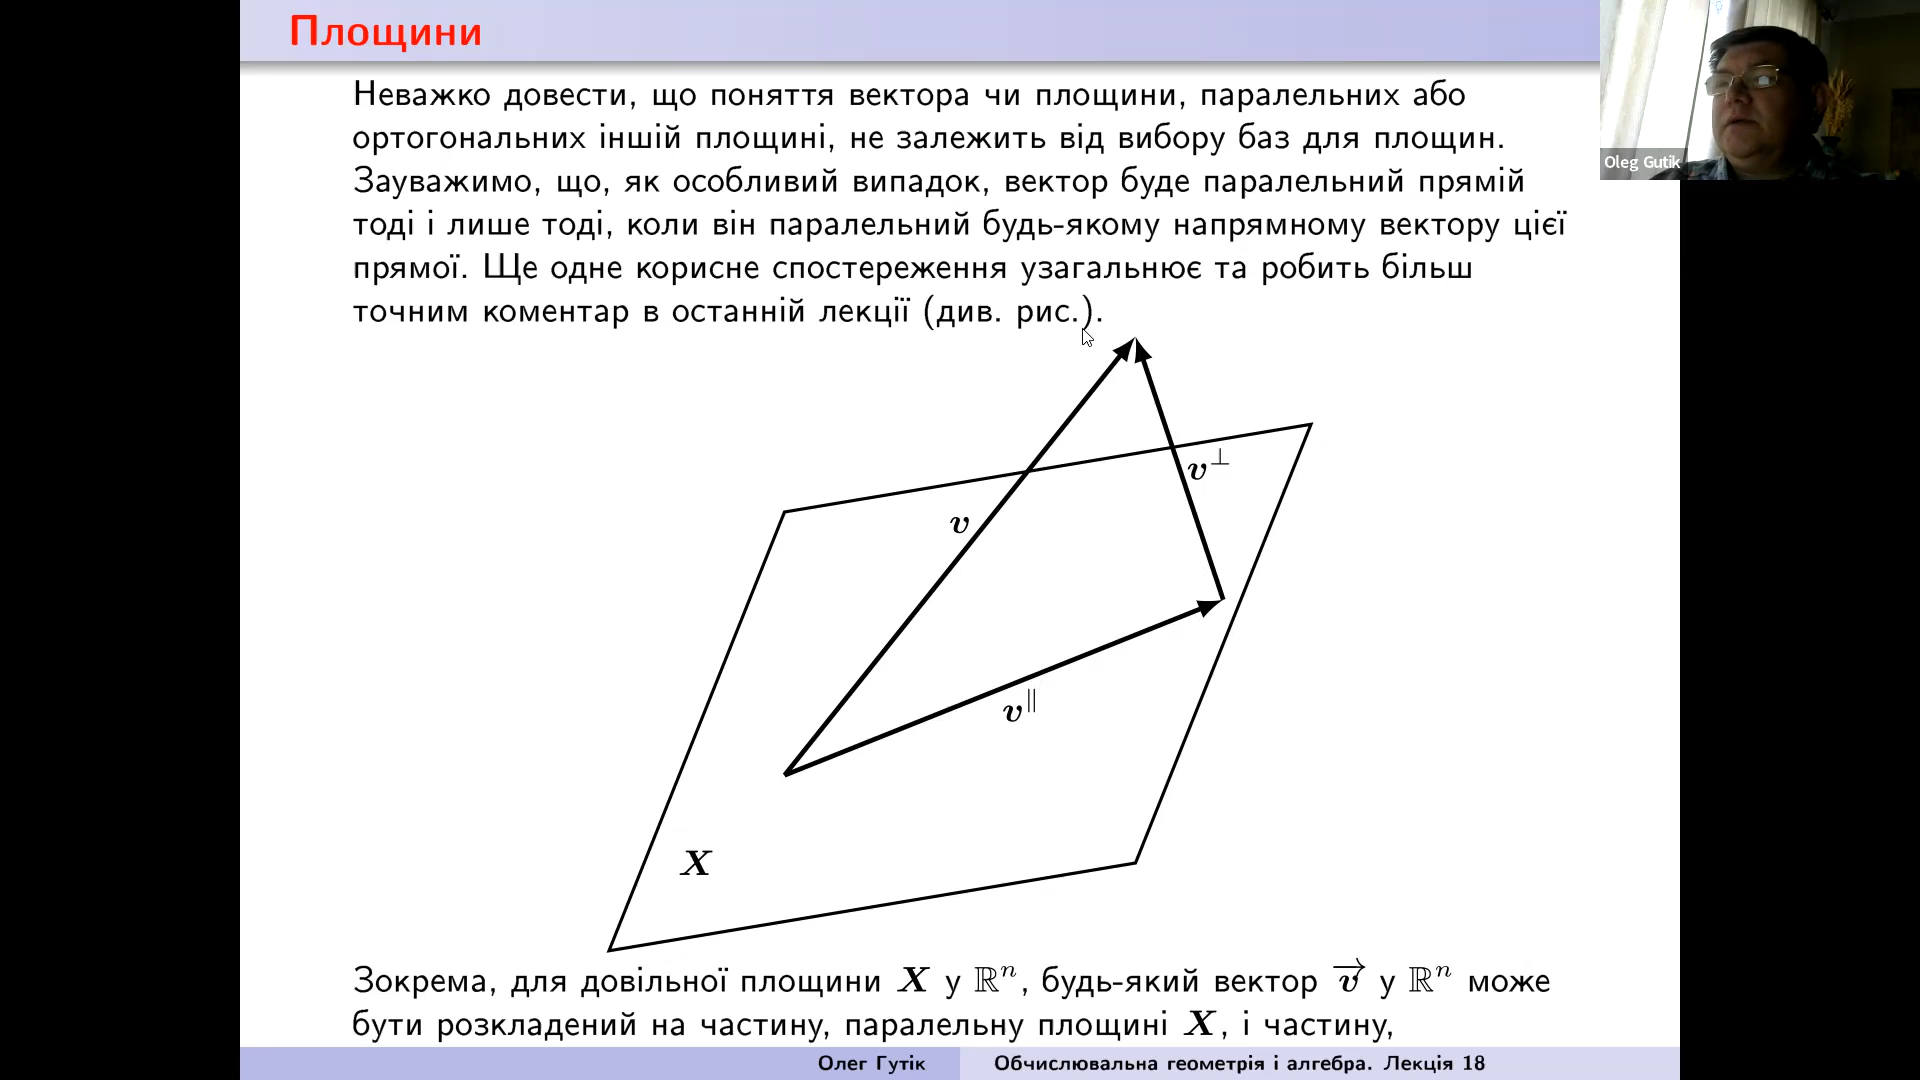 Площини
Неважко довести, що поняття вектора чи площини, паралельних або
ортогональних іншій площині, не залежить від вибору баз для площин.
Зауважимо, що, як особливий випадок, вектор буде паралельний прямій
тоді і лише тоді, коли він паралельний будь-якому напрямному вектору цієї
прямої. Ще одне корисне спостереження узагальнює та робить більш
точним коментар в останній лекції (див. рис.).
v
v⊥
v∥
X
Зокрема, для довільної площини X у ℝⁿ, будь-який вектор v⃗ у ℝⁿ може
бути розкладений на частину, паралельну площині X, і частину,
Олег Гутік
Обчислювальна геометрія і алгебра. Лекція 18
Oleg Gutik